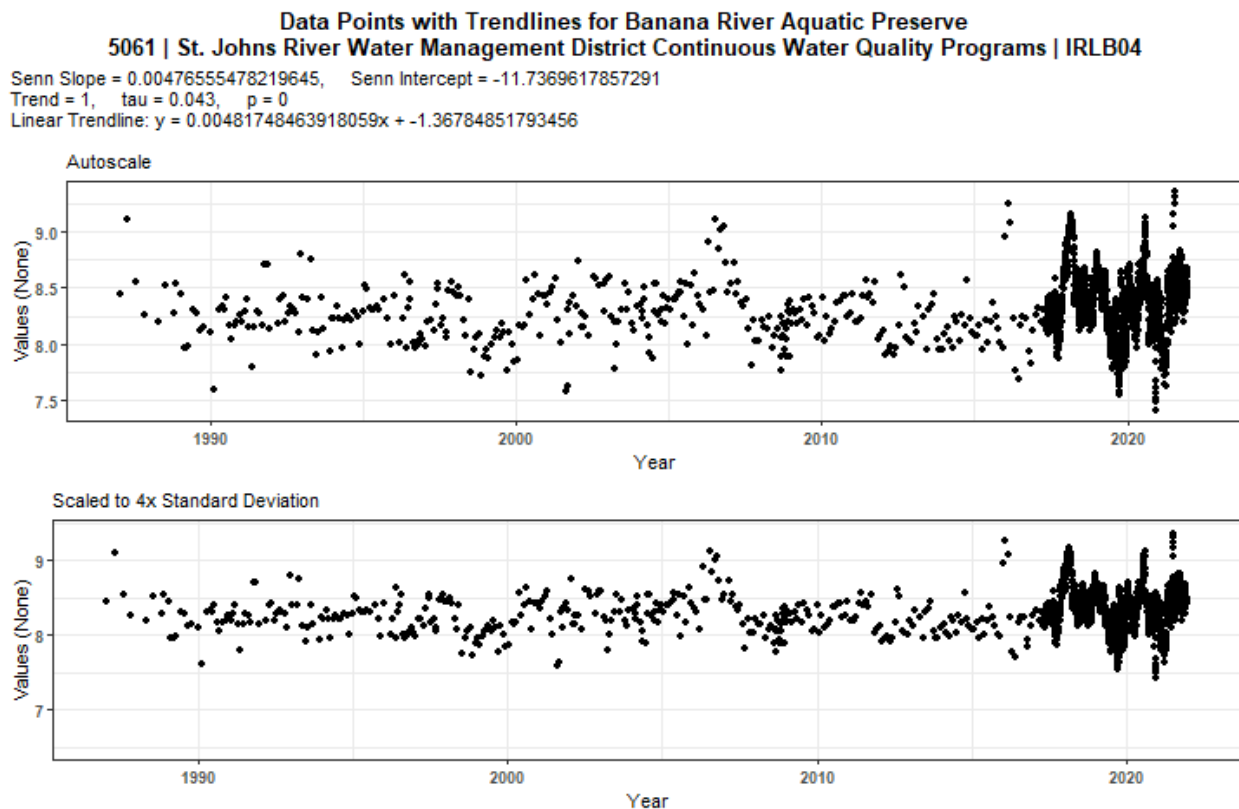 Data Points with Trendlines for Banana River Aquatic Preserve
5061 | St. Johns River Water Management District Continuous Water Quality Programs | IRLB04
Senn Slope = 0.00476555478219645, Senn Intercept = -11.7369617857291
Trend = 1, tau = 0.043, p = 0
Linear Trendline: y = 0.00481748463918059x + -1.36784851793456
Autoscale
Values (None)
9.0
8.5
8.0
7.5
1990 2000 2010 2020
Year
Scaled to 4x Standard Deviation
Values (None)
9
8
7
1990 2000 2010 2020
Year